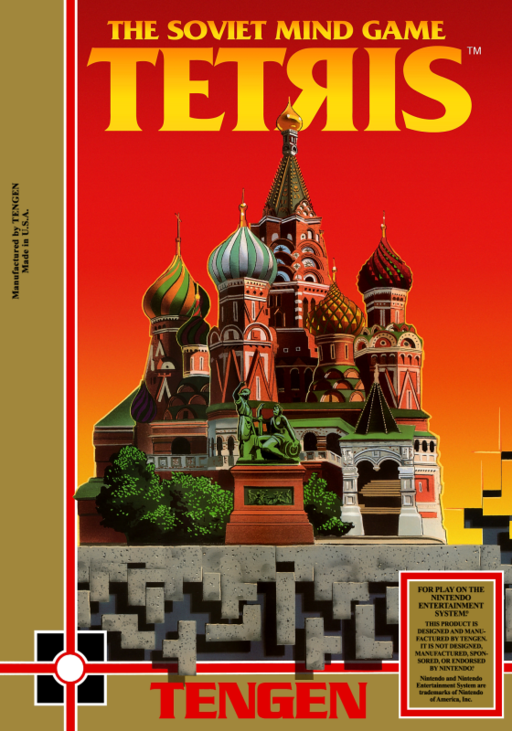 THE SOVIET MIND GAME
TETЯIS™
Manufactured by TENGEN
Made in U.S.A.
FOR PLAY ON THE
NINTENDO
ENTERTAINMENT
SYSTEM®
THIS PRODUCT IS
DESIGNED AND MANU-
FACTURED BY TENGEN.
IT IS NOT DESIGNED,
MANUFACTURED, SPON-
SORED, OR ENDORSED
BY NINTENDO®
Nintendo and Nintendo
Entertainment System are
trademarks of Nintendo
of America, Inc.
TENGEN